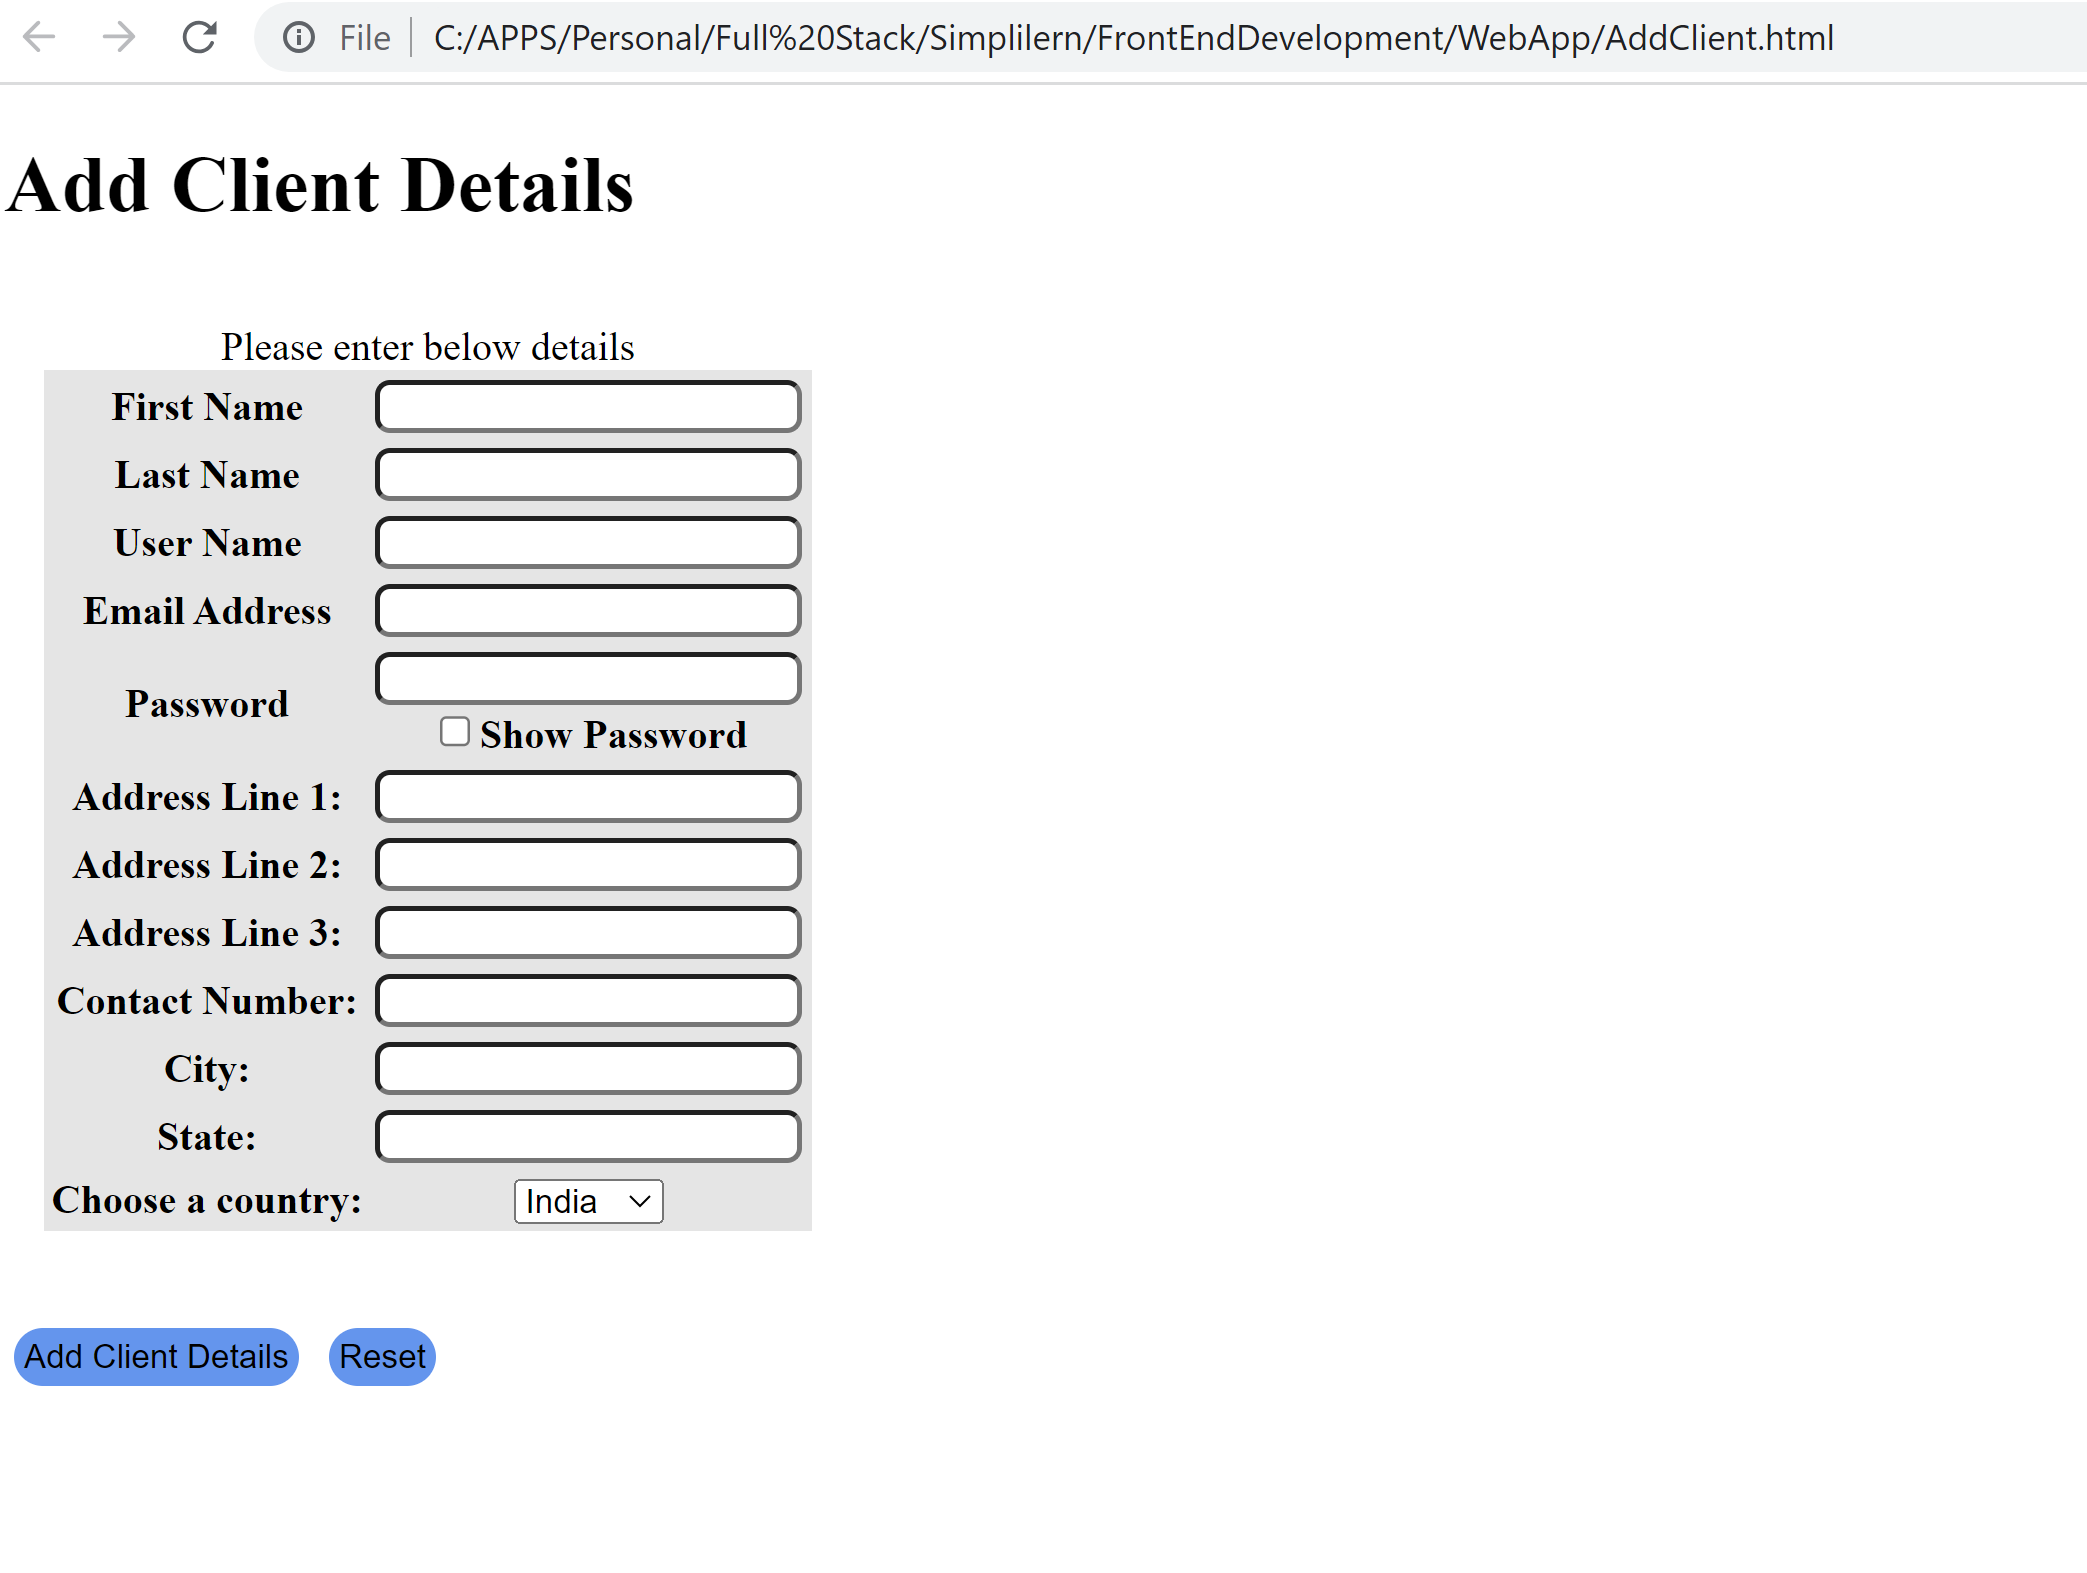 File C:/APPS/Personal/Full%20Stack/Simplilern/FrontEndDevelopment/WebApp/AddClient.html
Add Client Details
Please enter below details
First Name
Last Name
User Name
Email Address
Password
Show Password
Address Line 1:
Address Line 2:
Address Line 3:
Contact Number:
City:
State:
Choose a country: India
Add Client Details Reset